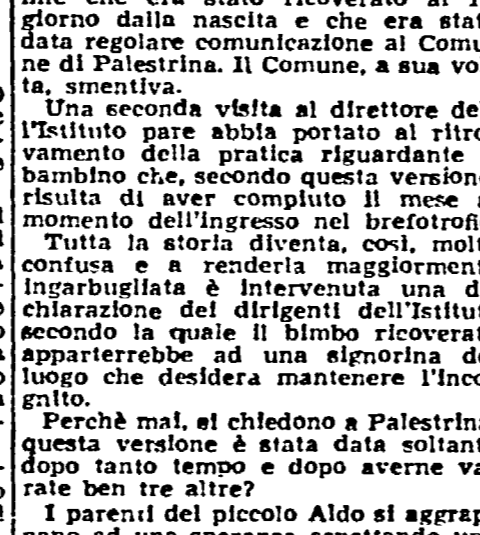 giorno dalla nascita e che era stat
data regolare comunicazione al Comu
ne di Palestrina. Il Comune, a sua vo
ta, smentiva.
Una seconda visita al direttore de
l'Istituto pare abbia portato al ritro
vamento della pratica riguardante
bambino che, secondo questa version
risulta di aver compiuto il mese a
momento dell'ingresso nel brefotrofi
Tutta la storia diventa, così, molt
confusa e a renderla maggiorment
ingarbugliata è intervenuta una d
chiarazione dei dirigenti dell'Istitut
secondo la quale il bimbo ricoverat
apparterrebbe ad una signorina de
luogo che desidera mantenere l'inco
gnito.
Perchè mai, si chiedono a Palestrina
questa versione è stata data soltant
dopo tanto tempo e dopo averne va
rate ben tre altre?
I parenti del piccolo Aldo si aggrap